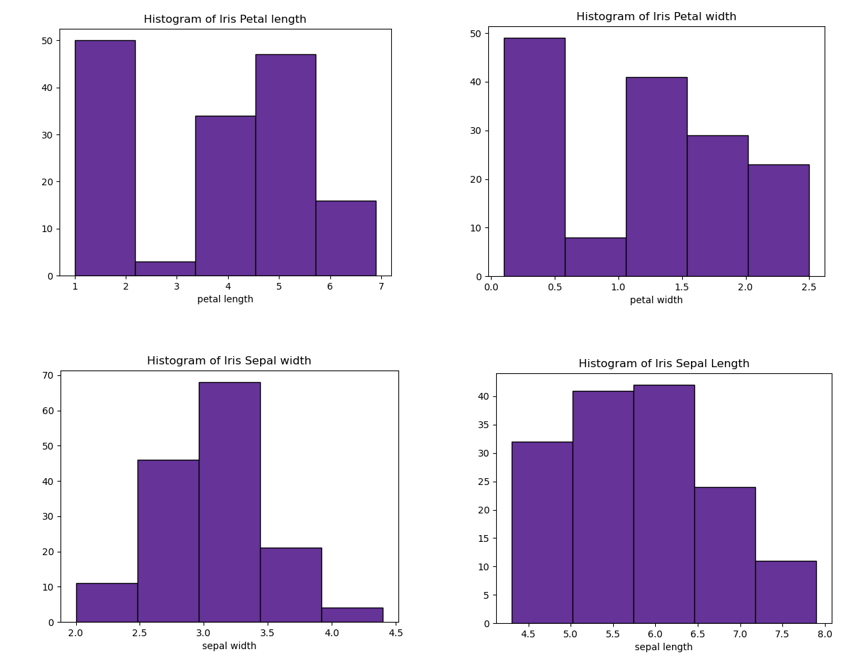 Histogram of Iris Petal length
50
40
30
20
10
0
1 2 3 4 5 6 7
petal length
Histogram of Iris Petal width
50
40
30
20
10
0
0.0 0.5 1.0 1.5 2.0 2.5
petal width
Histogram of Iris Sepal width
70
60
50
40
30
20
10
0
2.0 2.5 3.0 3.5 4.0 4.5
sepal width
Histogram of Iris Sepal Length
40
35
30
25
20
15
10
5
0
4.5 5.0 5.5 6.0 6.5 7.0 7.5 8.0
sepal length